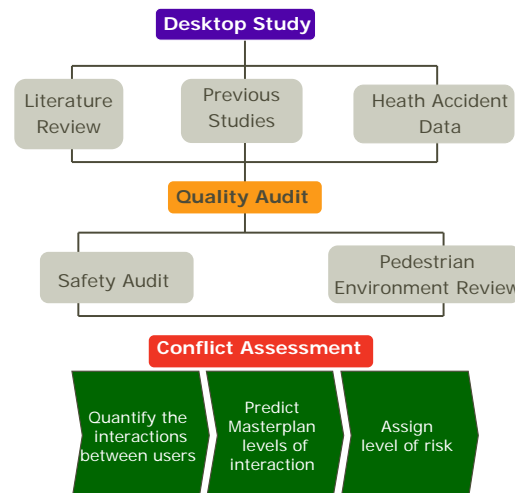 Desktop Study
Literature
Review
Previous
Studies
Heath Accident
Data
Quality Audit
Safety Audit
Pedestrian
Environment Review
Conflict Assessment
Quantify the
interactions
between users
Predict
Masterplan
levels of
interaction
Assign
level of risk